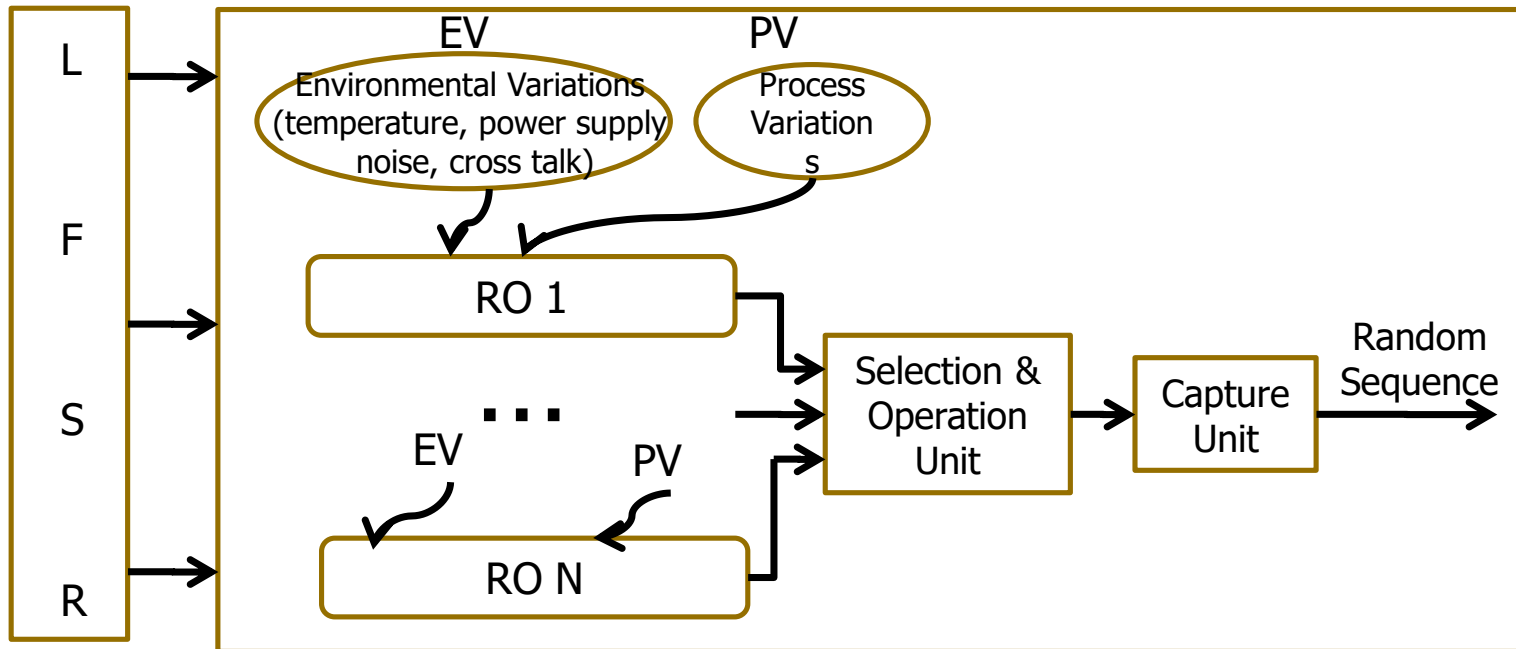 L
F
S
R
EV
PV
Environmental Variations
(temperature, power supply
noise, cross talk)
Process
Variation
s
RO 1
...
EV
PV
RO N
Selection &
Operation
Unit
Capture
Unit
Random
Sequence